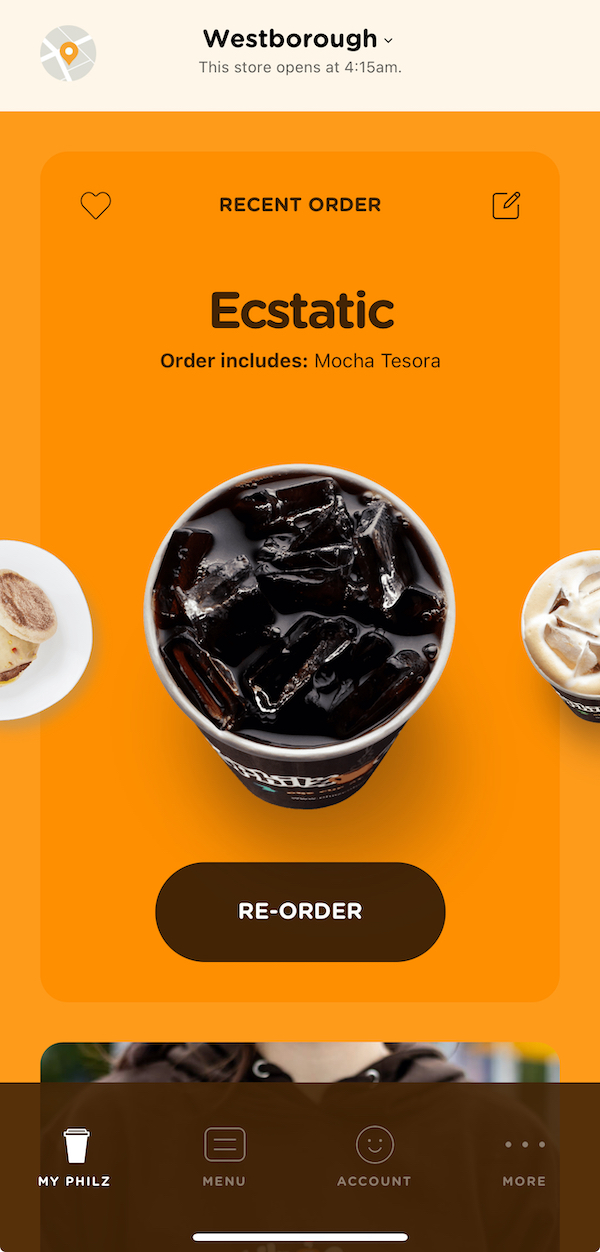 Westborough
This store opens at 4:15am.
RECENT ORDER
Ecstatic
Order includes: Mocha Tesora
RE-ORDER
MY PHILZ
MENU
ACCOUNT
MORE